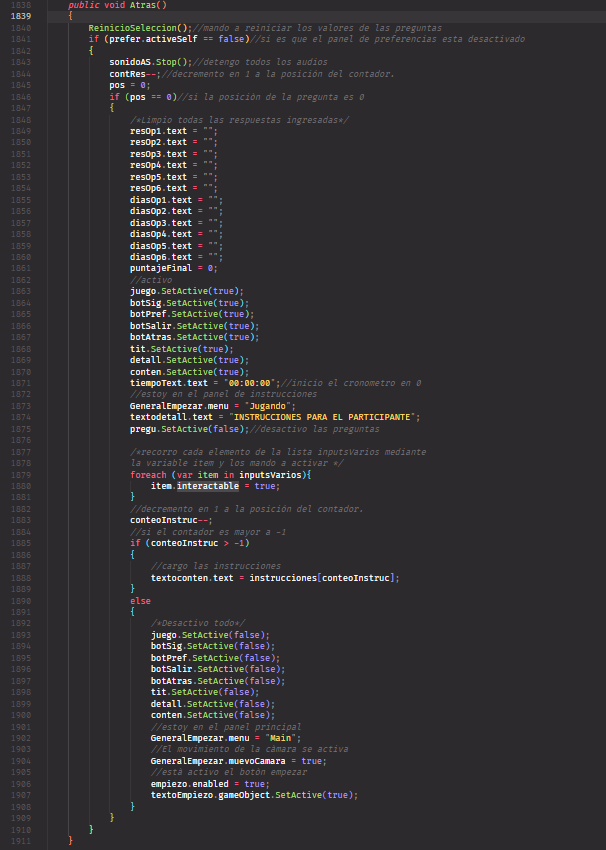 1838 public void Atras()
1839 {
1840 ReinicioSeleccion();//mando a reiniciar los valores de las preguntas
1841 if (prefer.activeSelf == false)//si es que el panel de preferencias esta desactivado
1842 {
1843 sonidoAS.Stop();//detengo todos los audios
1844 contRes--;//decremento en 1 a la posición del contador.
1845 pos = 0;
1846 if (pos == 0)//si la posición de la pregunta es 0
1847 {
1848 /*Limpio todas las respuestas ingresadas*/
1849 resOp1.text = "";
1850 resOp2.text = "";
1851 resOp3.text = "";
1852 resOp4.text = "";
1853 resOp5.text = "";
1854 resOp6.text = "";
1855 diasOp1.text = "";
1856 diasOp2.text = "";
1857 diasOp3.text = "";
1858 diasOp4.text = "";
1859 diasOp5.text = "";
1860 diasOp6.text = "";
1861 puntajeFinal = 0;
1862 //activo
1863 juego.SetActive(true);
1864 botSig.SetActive(true);
1865 botPref.SetActive(true);
1866 botSalir.SetActive(true);
1867 botAtras.SetActive(true);
1868 tit.SetActive(true);
1869 detall.SetActive(true);
1870 conten.SetActive(true);
1871 tiempoText.text = "00:00:00";//inicio el cronometro en 0
1872 //estoy en el panel de instrucciones
1873 GeneralEmpezar.menu = "Jugando";
1874 textodetall.text = "INSTRUCCIONES PARA EL PARTICIPANTE";
1875 pregu.SetActive(false);//desactivo las preguntas
1876
1877 /*recorro cada elemento de la lista inputsVarios mediante
1878 la variable item y los mando a activar */
1879 foreach (var item in inputsVarios){
1880 item.interactable = true;
1881 }
1882 //decremento en 1 a la posición del contador.
1883 conteoInstruc--;
1884 //si el contador es mayor a -1
1885 if (conteoInstruc > -1)
1886 {
1887 //cargo las instrucciones
1888 textoconten.text = instrucciones[conteoInstruc];
1889 }
1890 else
1891 {
1892 /*Desactivo todo*/
1893 juego.SetActive(false);
1894 botSig.SetActive(false);
1895 botPref.SetActive(false);
1896 botSalir.SetActive(false);
1897 botAtras.SetActive(false);
1898 tit.SetActive(false);
1899 detall.SetActive(false);
1900 conten.SetActive(false);
1901 //estoy en el panel principal
1902 GeneralEmpezar.menu = "Main";
1903 //El movimiento de la cámara se activa
1904 GeneralEmpezar.muevoCamara = true;
1905 //está activo el botón empezar
1906 empiezo.enabled = true;
1907 textoEmpiezo.gameObject.SetActive(true);
1908 }
1909 }
1910 }
1911 }